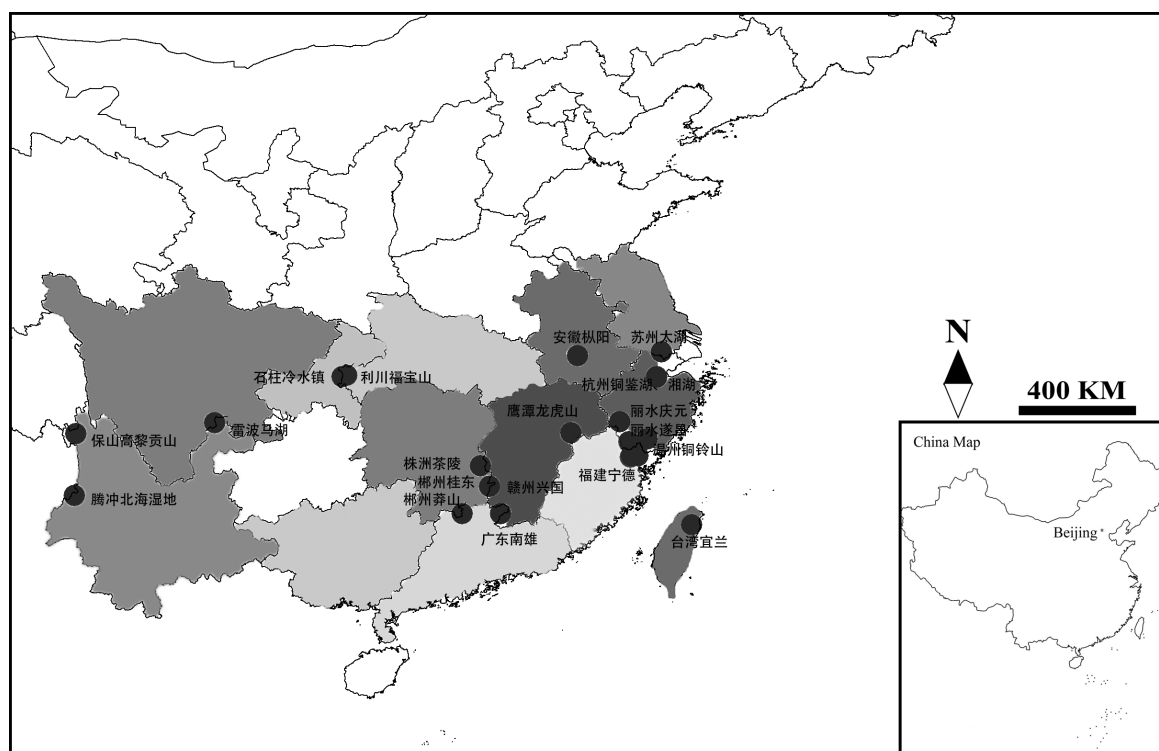 安徽枞阳
苏州太湖
N
石柱冷水镇
利川福宝山
杭州铜鉴湖
湘湖
400 KM
鹰潭龙虎山
丽水庆元
雷波马湖
丽水遂昌
保山高黎贡山
温州铜铃山
China Map
株洲茶陵
福建宁德
郴州桂东
赣州兴国
腾冲北海湿地
郴州莽山
广东南雄
台湾宜兰
Beijing